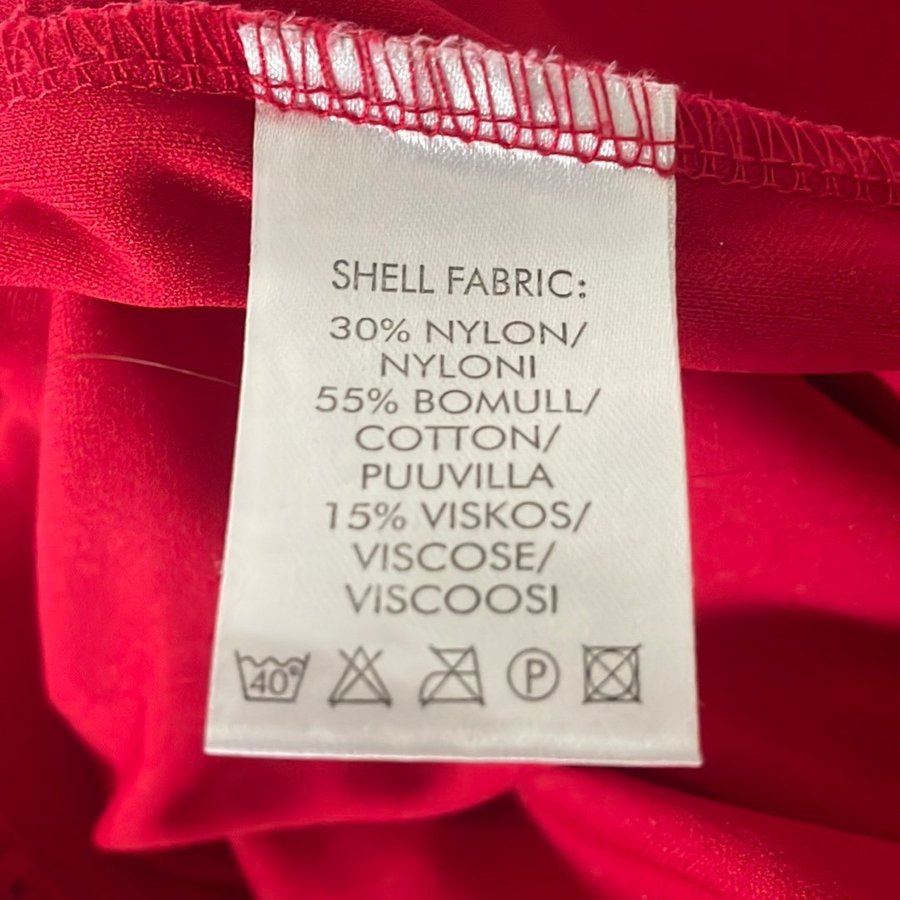 SHELL FABRIC:
30% NYLON/
NYLONI
55% BOMULL/
COTTON/
PUUVILLA
15% VISKOS/
VISCOSE/
VISCOOSI
40° P